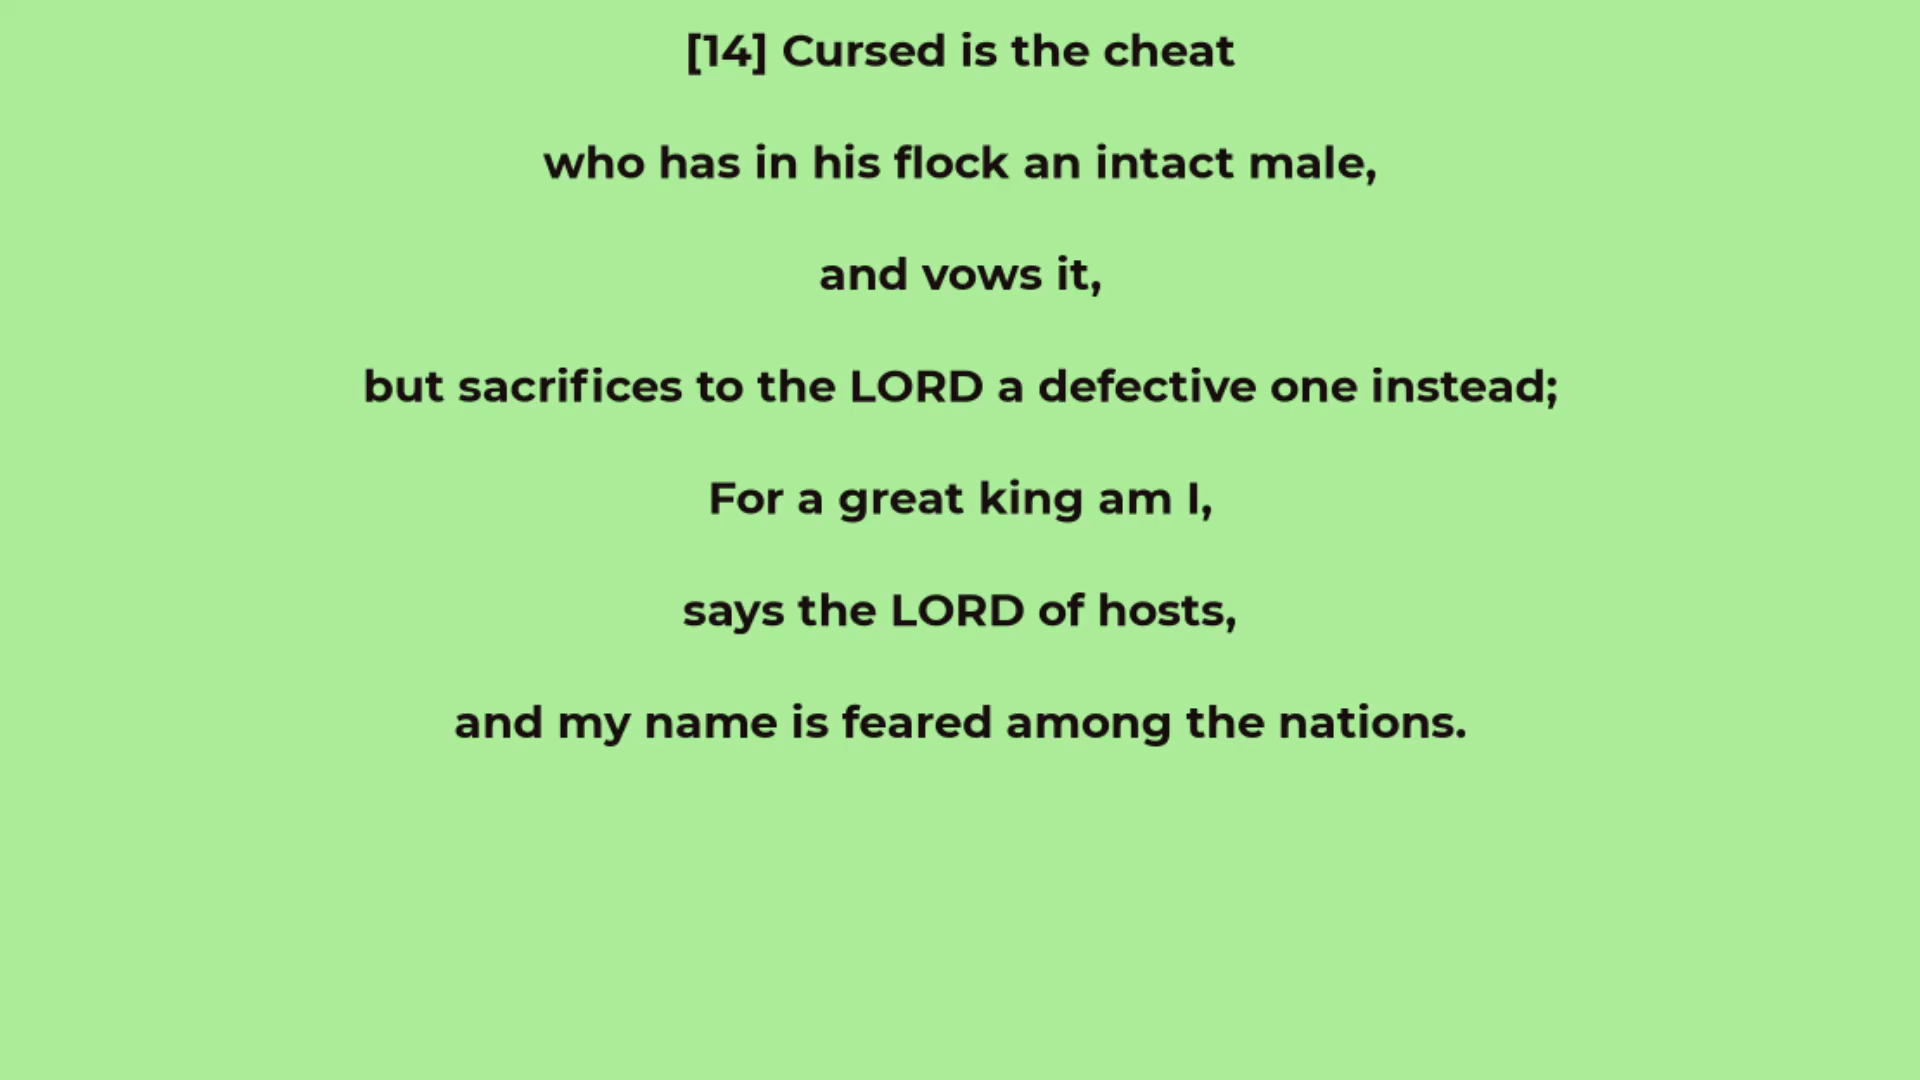 [14] Cursed is the cheat
who has in his flock an intact male,
and vows it,
but sacrifices to the LORD a defective one instead;
For a great king am I,
says the LORD of hosts,
and my name is feared among the nations.